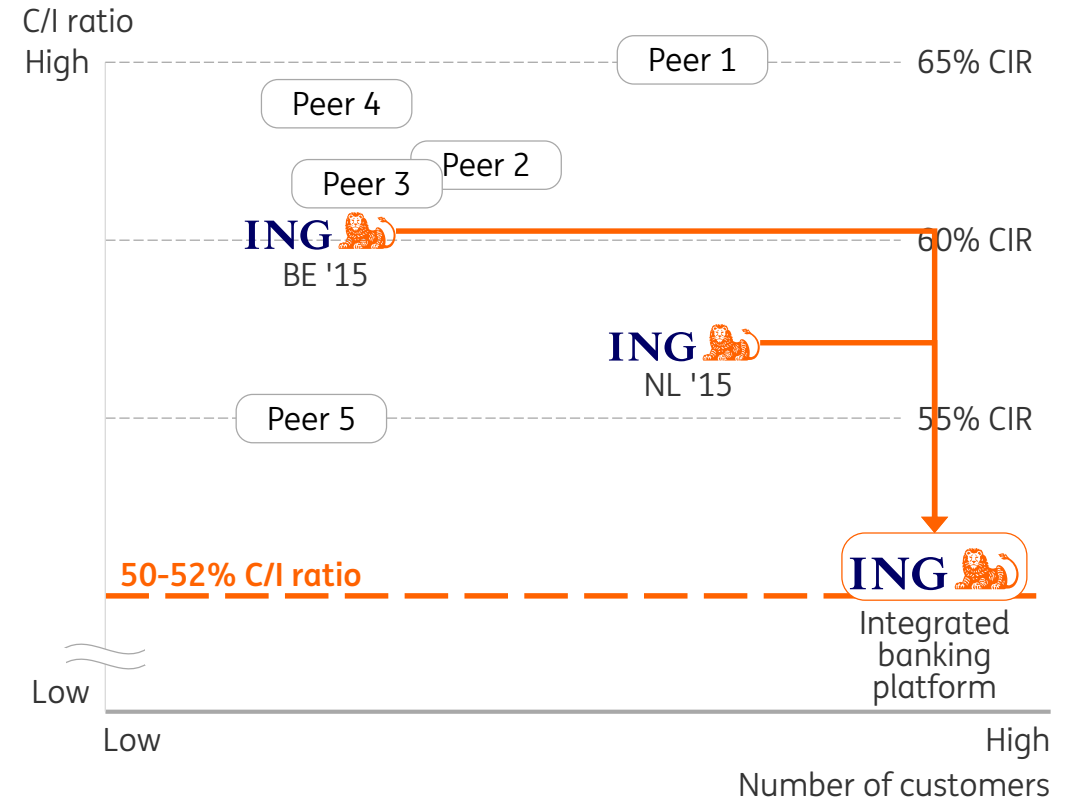 C/I ratio
High
Peer 1
65% CIR
Peer 4
Peer 2
Peer 3
ING
60% CIR
BE '15
ING
NL '15
Peer 5
55% CIR
50-52% C/I ratio
ING
Integrated
banking
platform
Low
Low
High
Number of customers